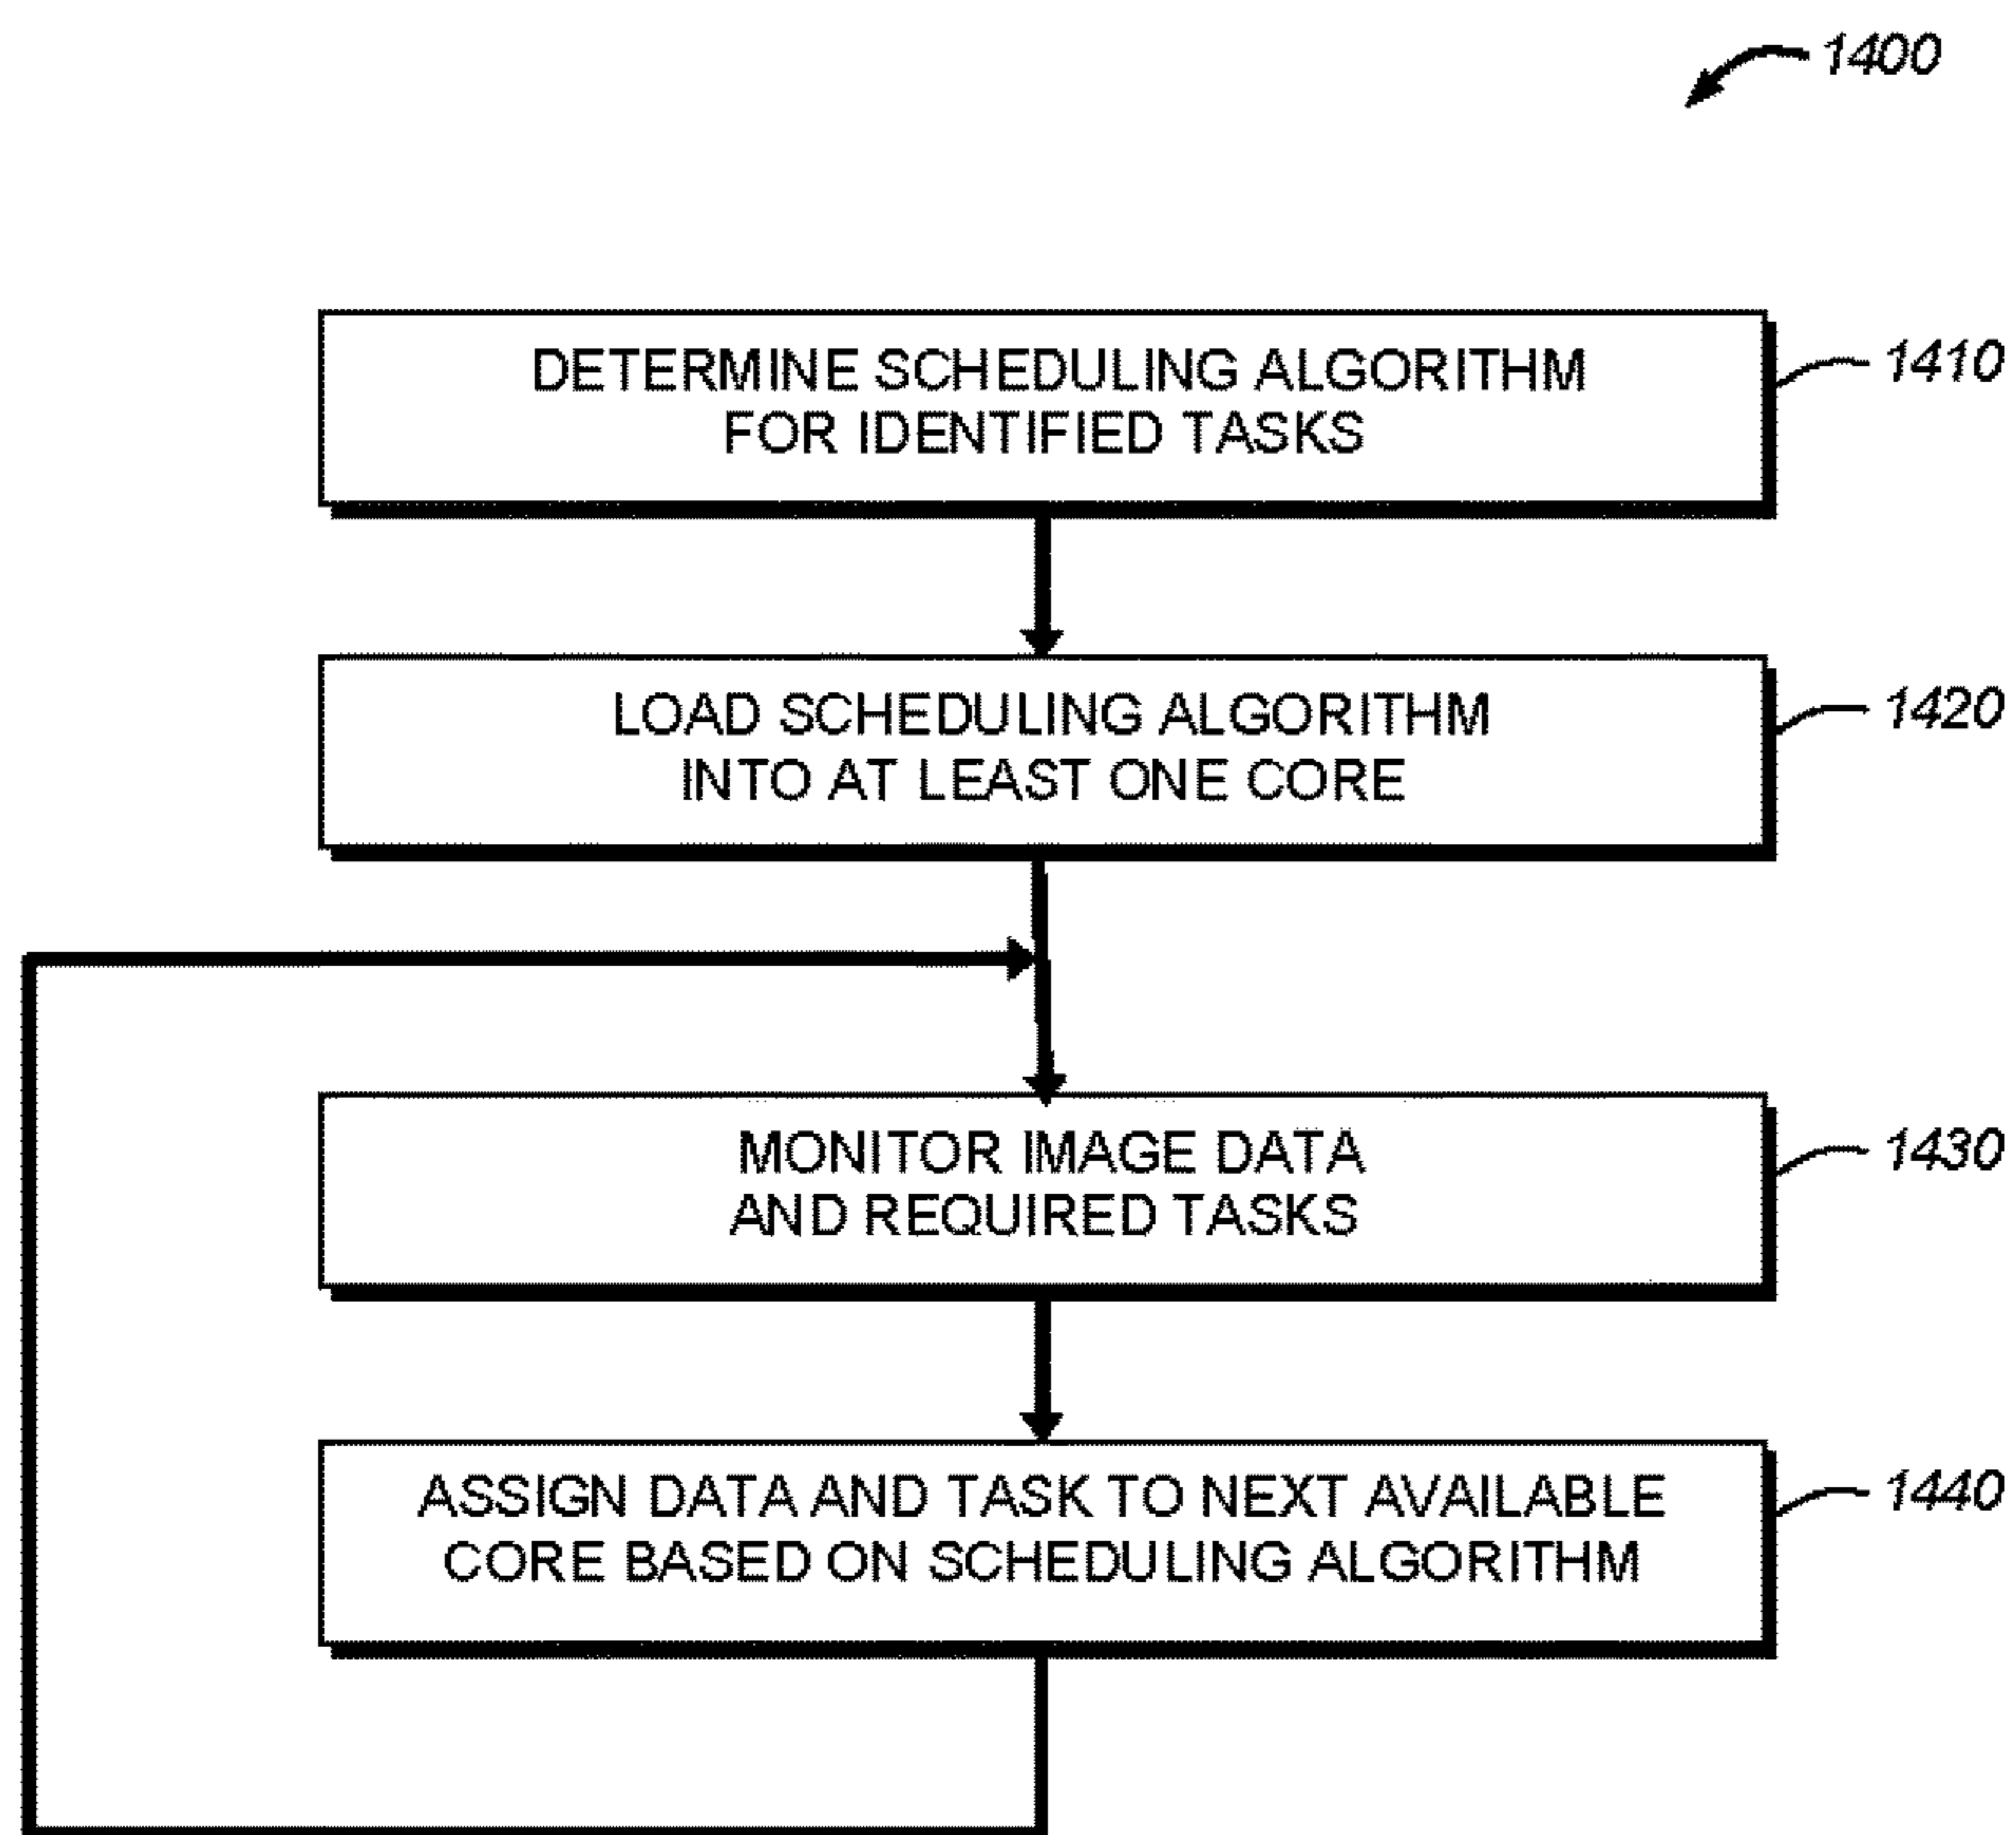 1400
DETERMINE SCHEDULING ALGORITHM
FOR IDENTIFIED TASKS
1410
LOAD SCHEDULING ALGORITHM
INTO AT LEAST ONE CORE
1420
MONITOR IMAGE DATA
AND REQUIRED TASKS
1430
ASSIGN DATA AND TASK TO NEXT AVAILABLE
CORE BASED ON SCHEDULING ALGORITHM
1440